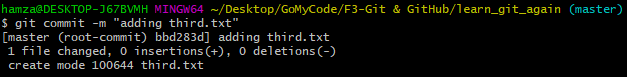 hamza@DESKTOP-J67BVMH MINGW64 ~/Desktop/GoMyCode/F3-Git & GitHub/learn_git_again (master)
$ git commit -m "adding third.txt"
[master (root-commit) bbd283d] adding third.txt
 1 file changed, 0 insertions(+), 0 deletions(-)
 create mode 100644 third.txt